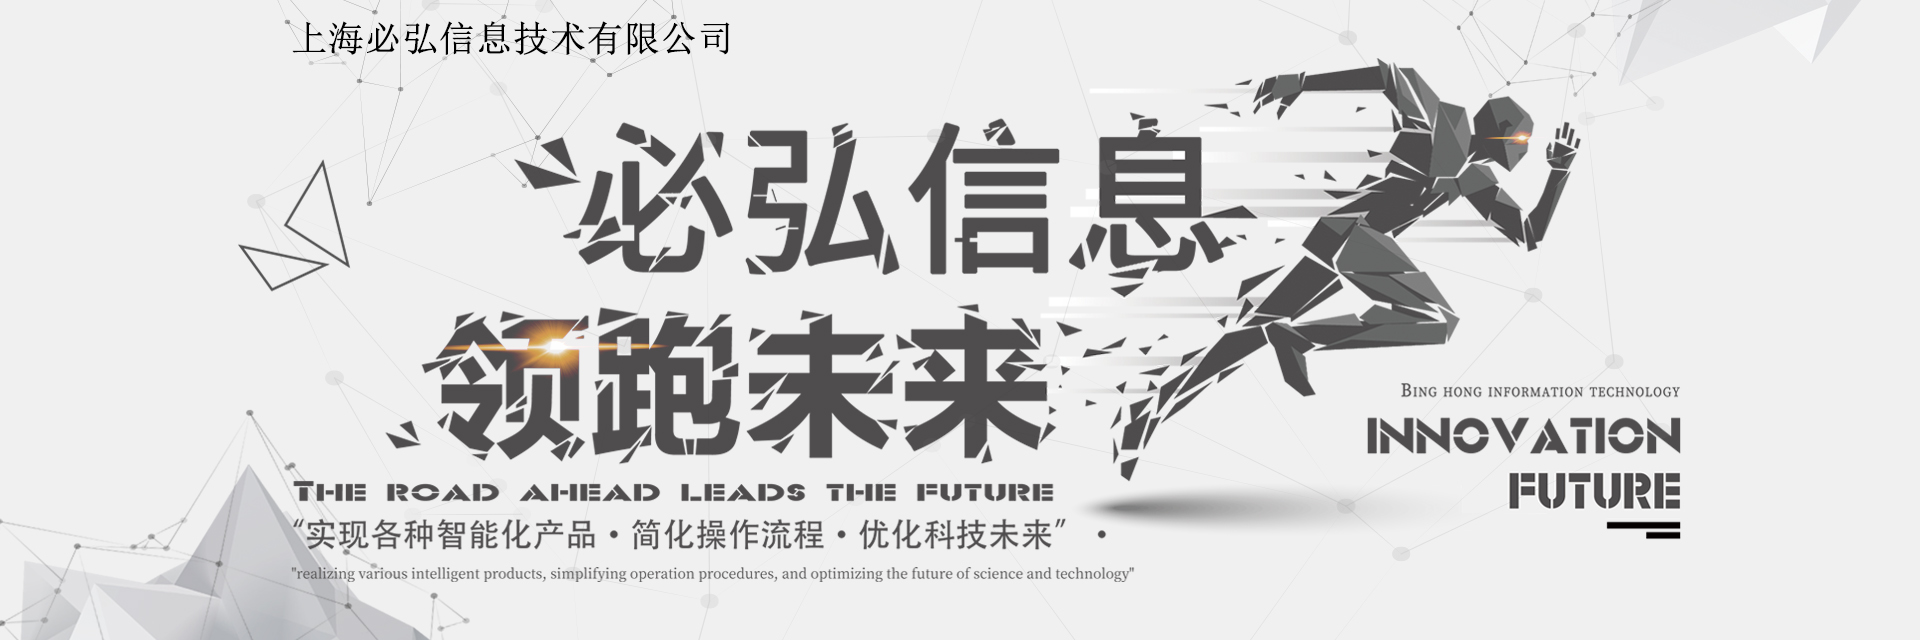 上海必弘信息技术有限公司
必弘信息
领跑未来
THE ROAD AHEAD LEADS THE FUTURE
“实现各种智能化产品•简化操作流程•优化科技未来” •
"realizing various intelligent products, simplifying operation procedures, and optimizing the future of science and technology"
BING HONG INFORMATION TECHNOLOGY
INNOVATION
FUTURE